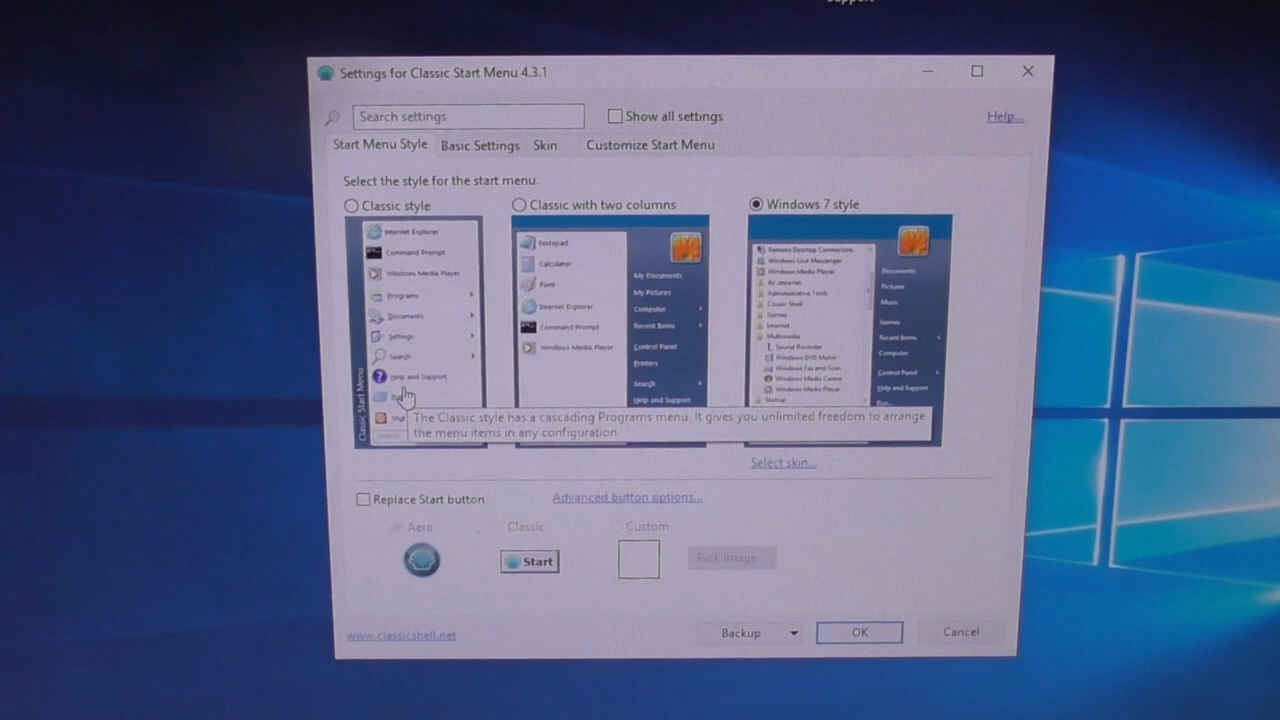 Support
Settings for Classic Start Menu 4.3.1
Search settings
Show all settings
Help...
Start Menu Style
Basic Settings
Skin
Customize Start Menu
Select the style for the start menu.
Classic style
Classic with two columns
Windows 7 style
Internet Explorer
Command Prompt
Windows Media Player
Programs
Documents
Settings
Search
Help and Support
Classic Start Menu
Notepad
Calculator
Paint
Internet Explorer
Command Prompt
Windows Media Player
My Documents
My Pictures
Computer
Recent Items
Control Panel
Printers
Search
Help and Support
Remote Desktop Connection
Windows Live Messenger
Windows Media Player
Accessories
Administrative Tools
Classic Shell
Games
Internet
Multimedia
Sound Recorder
Windows DVD Maker
Windows Fax and Scan
Windows Media Center
Windows Media Player
Startup
Documents
Pictures
Music
Games
Recent Items
Computer
Control Panel
Help and Support
Run...
The Classic style has a cascading Programs menu. It gives you unlimited freedom to arrange
the menu items in any configuration.
Select skin...
Replace Start button
Advanced button options...
Aero
Classic
Custom
Start
Pick image...
www.classicshell.net
Backup
OK
Cancel